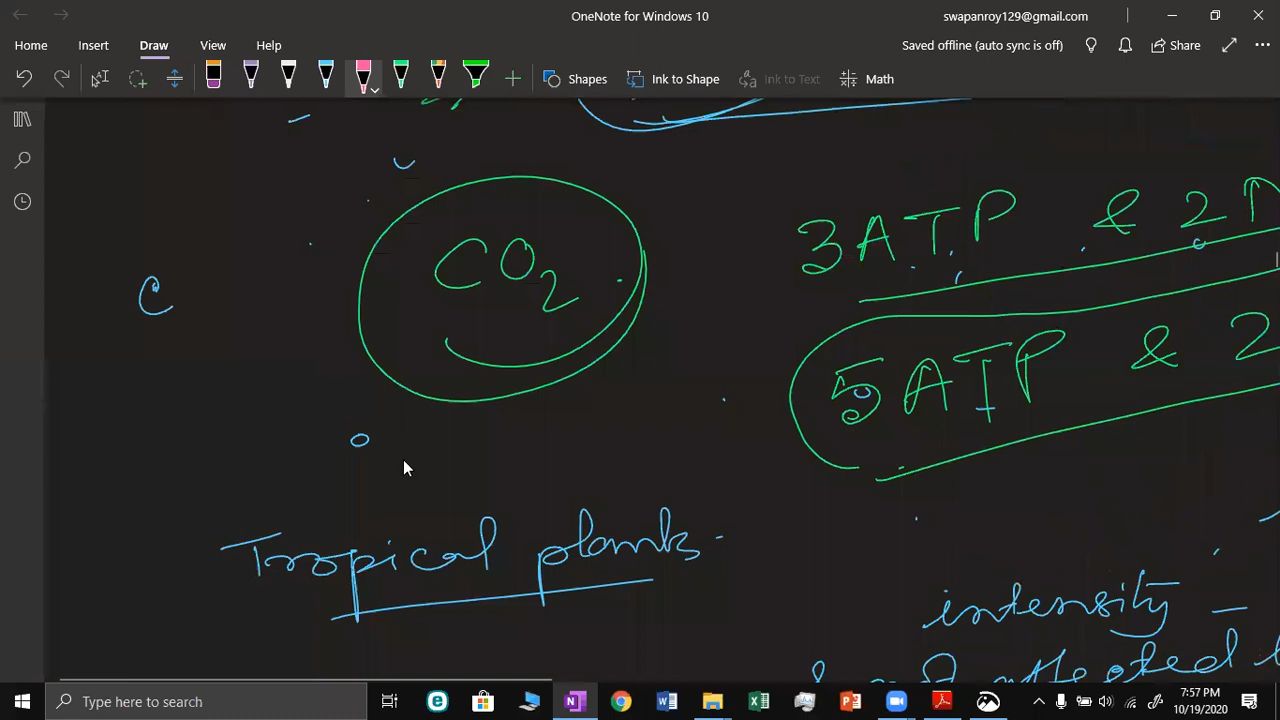 OneNote for Windows 10
swapanroy129@gmail.com
Home Insert Draw View Help
Saved offline (auto sync is off) Share
Shapes Ink to Shape Ink to Text Math
CO2
3ATP & 2
C
5ATP & 2
Tropical plants
intensity -
Type here to search
7:57 PM
10/19/2020